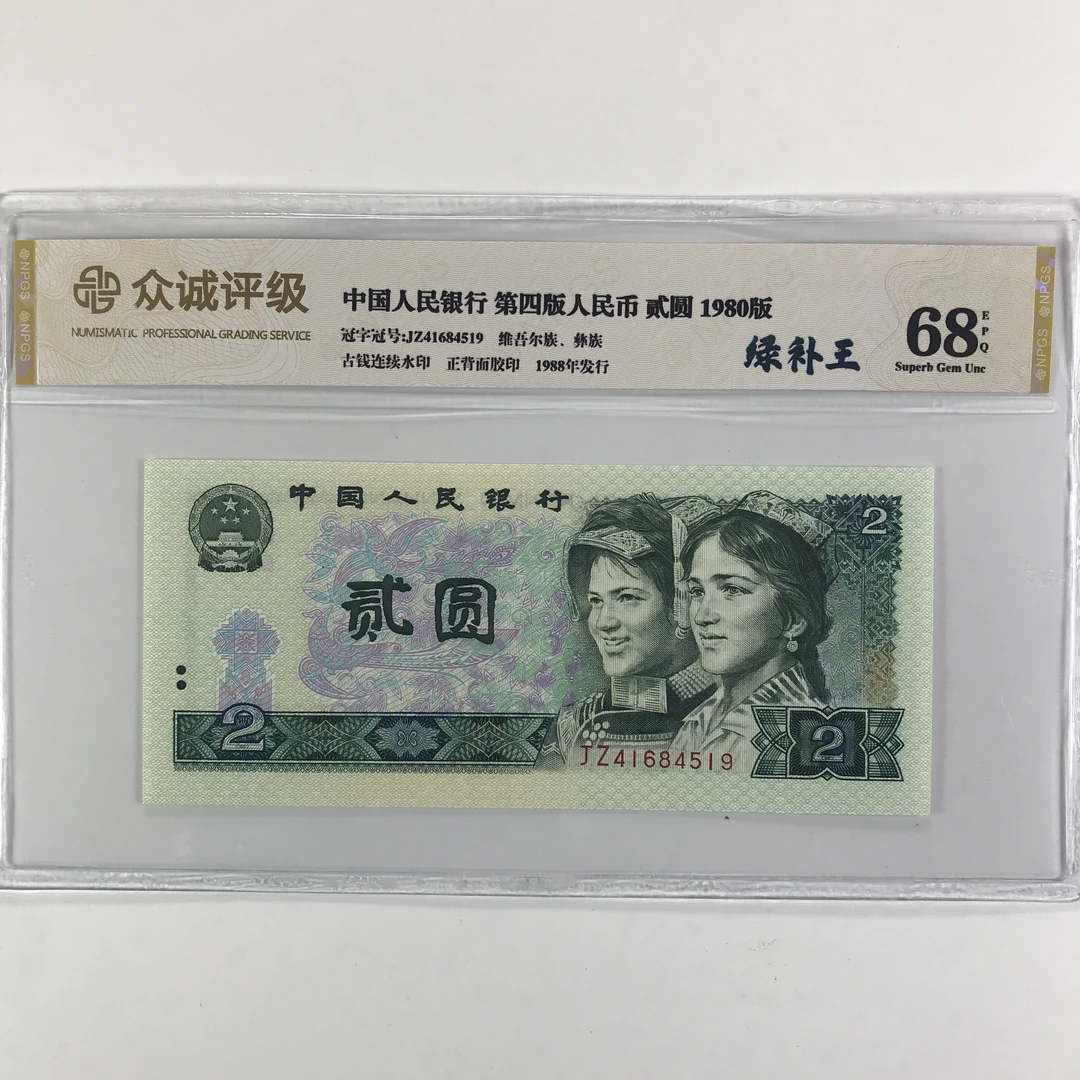 众诚评级
NUMISMATIC PROFESSIONAL GRADING SERVICE
中国人民银行 第四版人民币 贰圆 1980版
冠字冠号:JZ41684519 维吾尔族、彝族
古钱连续水印 正背面胶印 1988年发行
绿补王
68 EPQ
Superb Gem Unc
NPGS
NPGS
NPGS
NPGS
中国人民银行
贰圆
2
2
JZ41684519
2